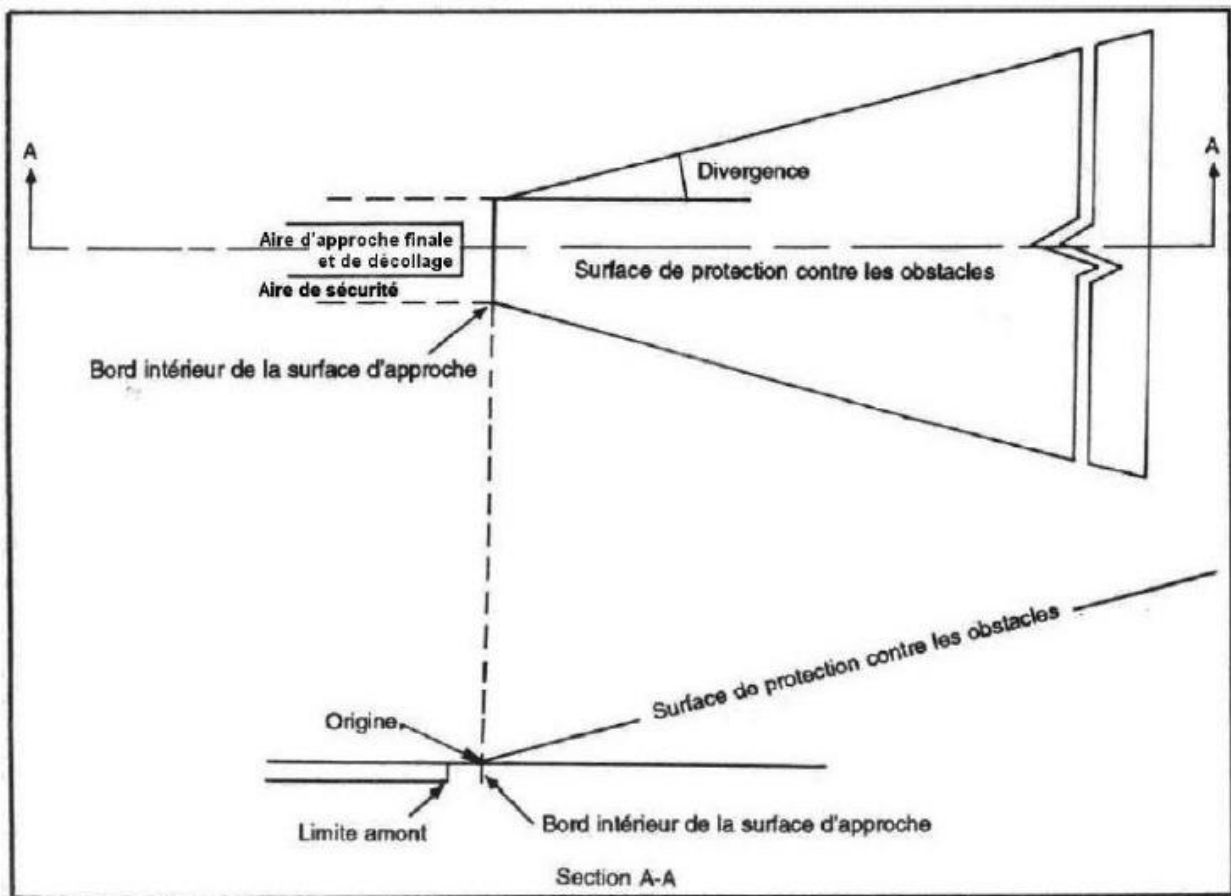 A
A
Divergence
Aire d'approche finale
et de décollage
Surface de protection contre les obstacles
Aire de sécurité
Bord intérieur de la surface d'approche
Surface de protection contre les obstacles
Origine
Limite amont
Bord intérieur de la surface d'approche
Section A-A